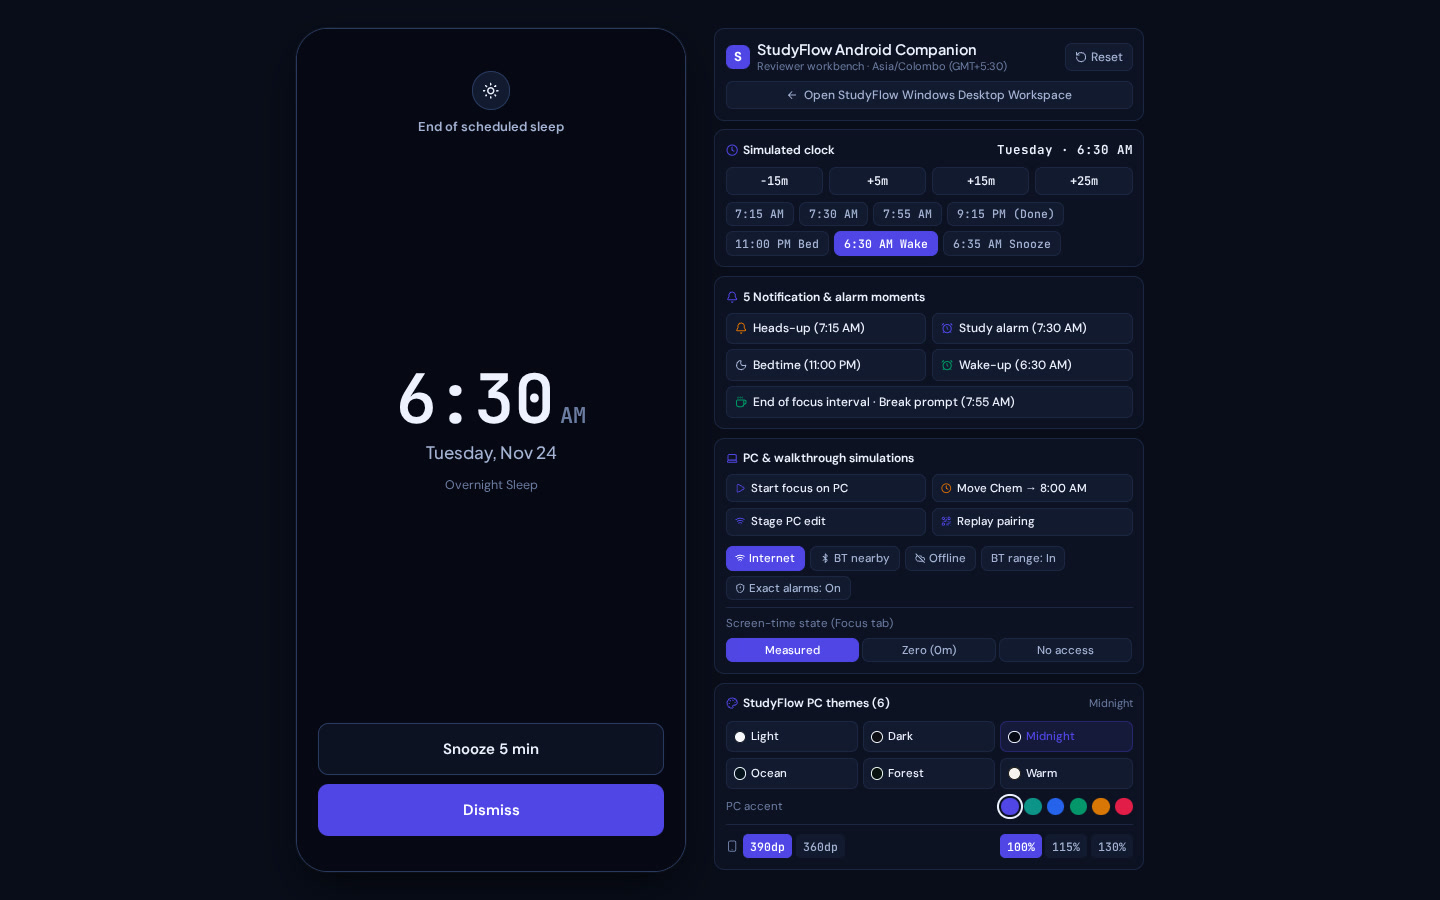 End of scheduled sleep
6:30 AM
Tuesday, Nov 24
Overnight Sleep
Snooze 5 min
Dismiss
S
StudyFlow Android Companion
Reviewer workbench · Asia/Colombo (GMT+5:30)
Reset
← Open StudyFlow Windows Desktop Workspace
Simulated clock
Tuesday · 6:30 AM
-15m +5m +15m +25m
7:15 AM 7:30 AM 7:55 AM 9:15 PM (Done)
11:00 PM Bed 6:30 AM Wake 6:35 AM Snooze
5 Notification & alarm moments
Heads-up (7:15 AM) Study alarm (7:30 AM)
Bedtime (11:00 PM) Wake-up (6:30 AM)
End of focus interval · Break prompt (7:55 AM)
PC & walkthrough simulations
Start focus on PC Move Chem → 8:00 AM
Stage PC edit Replay pairing
Internet BT nearby Offline BT range: In
Exact alarms: On
Screen-time state (Focus tab)
Measured Zero (0m) No access
StudyFlow PC themes (6) Midnight
Light Dark Midnight
Ocean Forest Warm
PC accent
390dp 360dp 100% 115% 130%